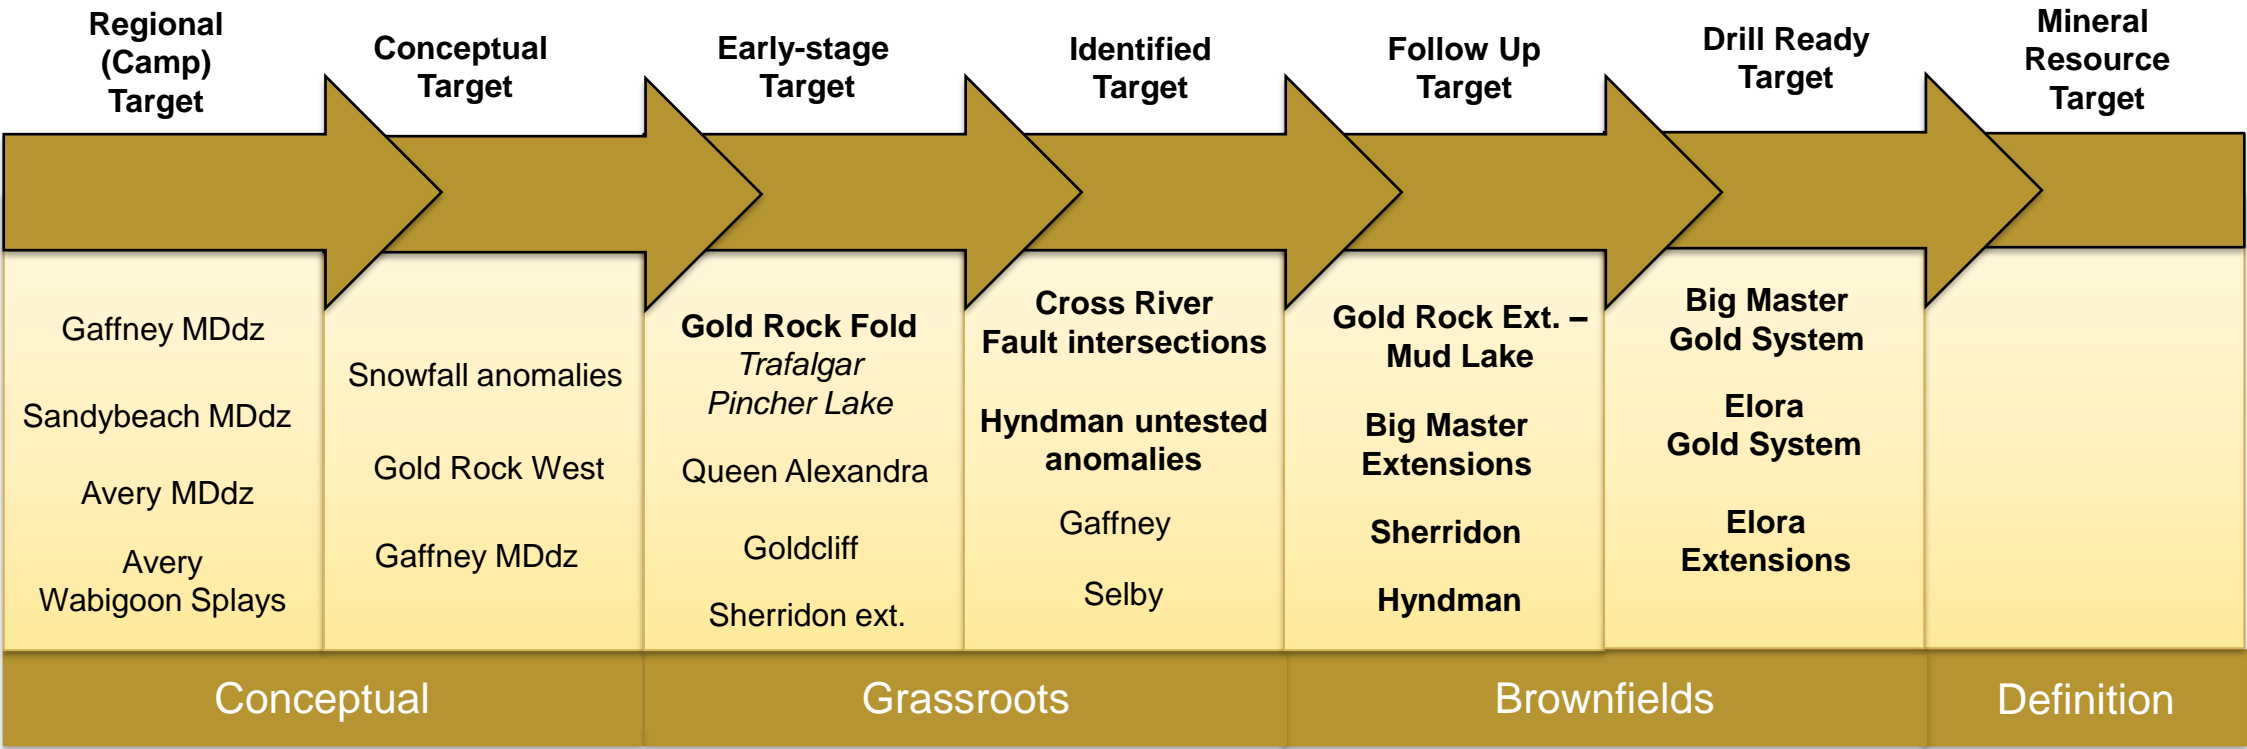 Regional
(Camp)
Target
Conceptual
Target
Early-stage
Target
Identified
Target
Follow Up
Target
Drill Ready
Target
Mineral
Resource
Target
Gaffney MDdz
Sandybeach MDdz
Avery MDdz
Avery
Wabigoon Splays
Snowfall anomalies
Gold Rock West
Gaffney MDdz
Gold Rock Fold
Trafalgar
Pincher Lake
Queen Alexandra
Goldcliff
Sherridon ext.
Cross River
Fault intersections
Hyndman untested
anomalies
Gaffney
Selby
Gold Rock Ext. –
Mud Lake
Big Master
Extensions
Sherridon
Hyndman
Big Master
Gold System
Elora
Gold System
Elora
Extensions
Conceptual
Grassroots
Brownfields
Definition